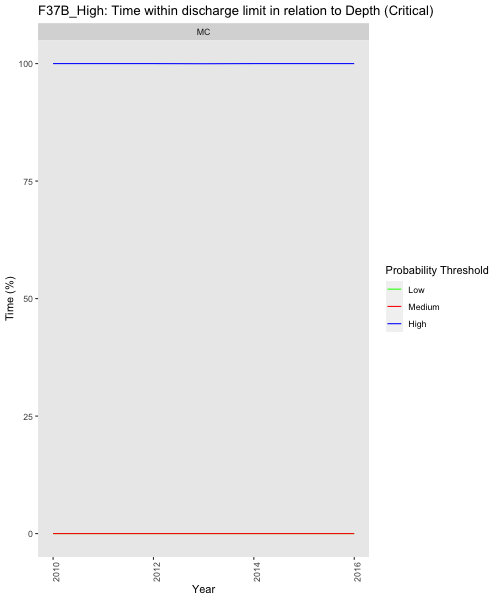 F37B_High: Time within discharge limit in relation to Depth (Critical)
MC
100
75
50
25
0
Time (%)
2010
2012
2014
2016
Year
Probability Threshold
Low
Medium
High